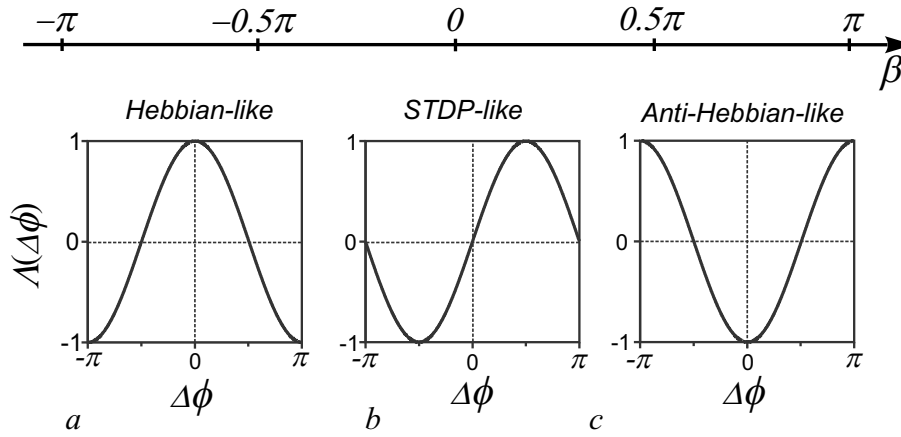 −π −0.5π 0 0.5π π
β
Hebbian-like STDP-like Anti-Hebbian-like
1 1 1
Λ(Δϕ)
0 0 0
-1 -1 -1
-π 0 π -π 0 π -π 0 π
Δϕ Δϕ Δϕ
a b c